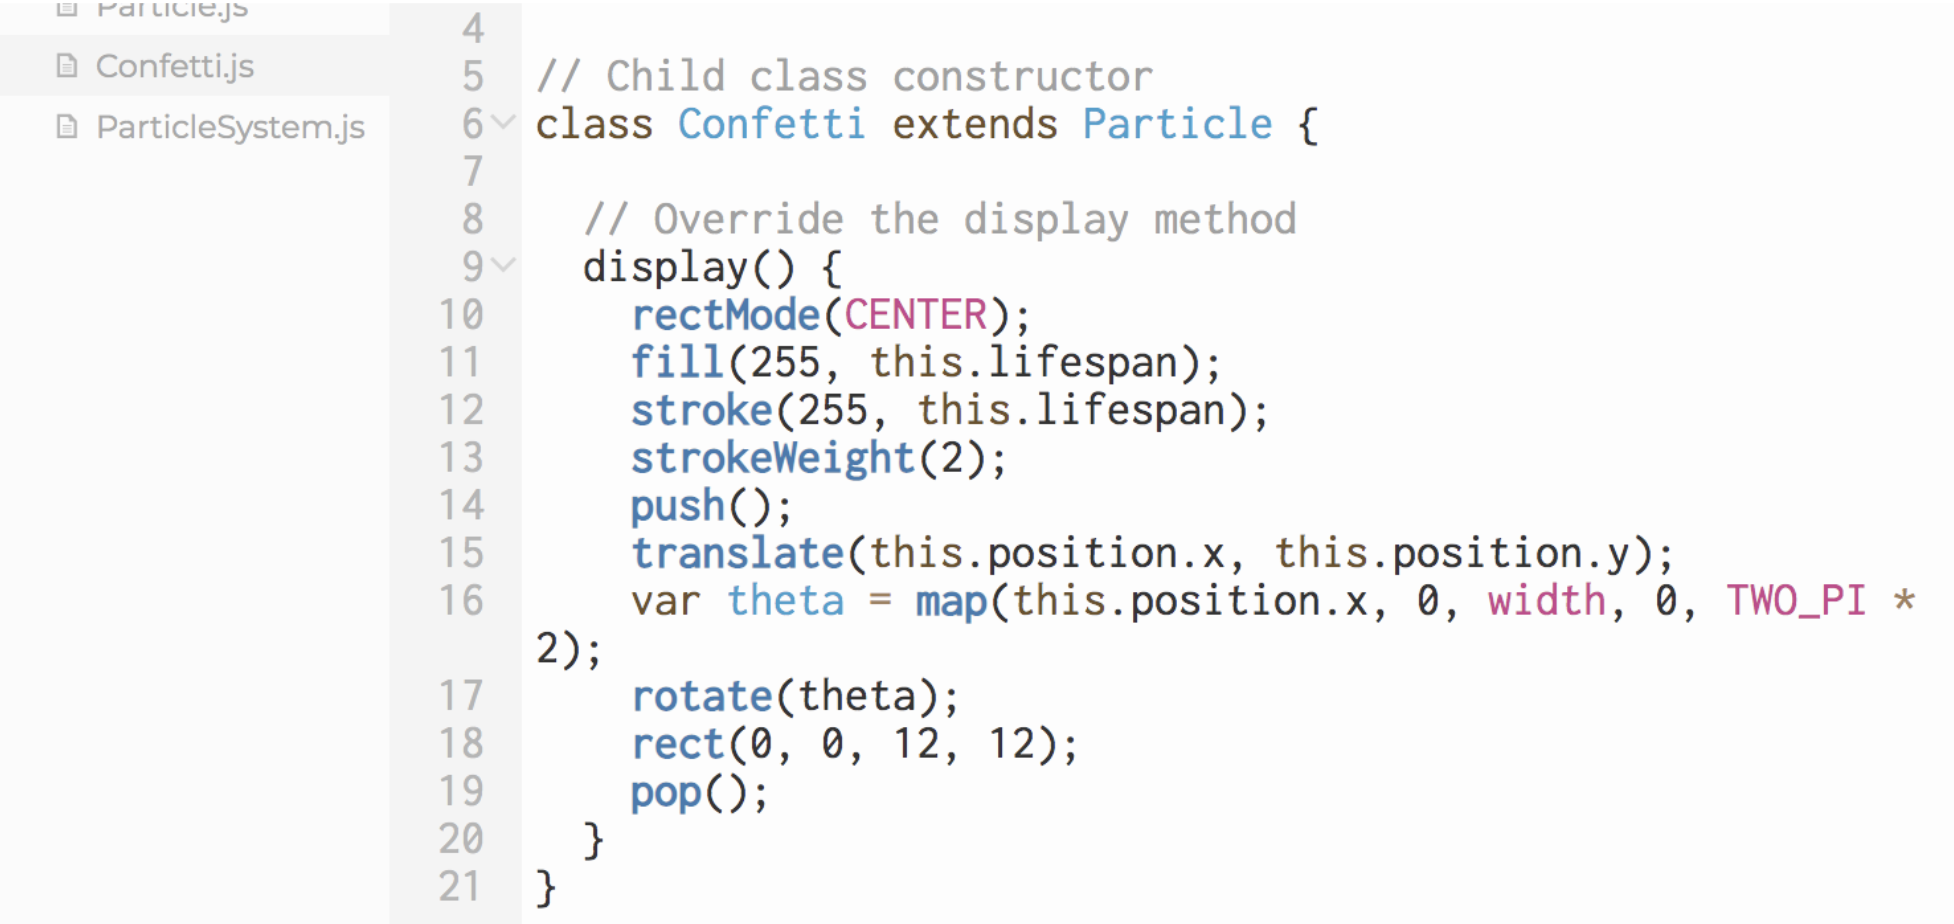 Particle.js
Confetti.js
ParticleSystem.js
4
5 // Child class constructor
6 class Confetti extends Particle {
7
8   // Override the display method
9   display() {
10     rectMode(CENTER);
11     fill(255, this.lifespan);
12     stroke(255, this.lifespan);
13     strokeWeight(2);
14     push();
15     translate(this.position.x, this.position.y);
16     var theta = map(this.position.x, 0, width, 0, TWO_PI *
2);
17     rotate(theta);
18     rect(0, 0, 12, 12);
19     pop();
20   }
21 }